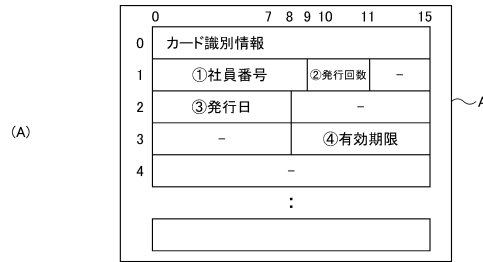 0 7 8 9 10 11 15
0 カード識別情報
1 ①社員番号 ②発行回数 -
2 ③発行日 -
(A)
3 - ④有効期限
4 -
: